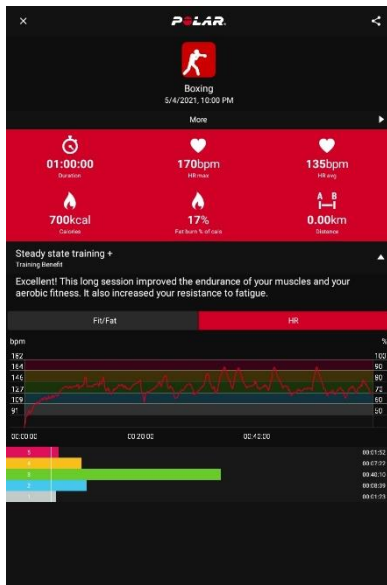 POLAR.
Boxing
5/4/2021, 10:00 PM
More
01:00:00 170bpm 135bpm
Duration HR max HR avg
A B
700kcal 17% 0.00km
Calories Fat burn % of cals Distance
Steady state training +
Training Benefit
Excellent! This long session improved the endurance of your muscles and your
aerobic fitness. It also increased your resistance to fatigue.
Fit/Fat HR
bpm %
182 100
164 90
146 80
127 70
109 60
91 50
00:00:00 00:20:00 00:40:00
5 00:01:52
4 00:07:22
3 00:40:10
2 00:08:39
1 00:01:23